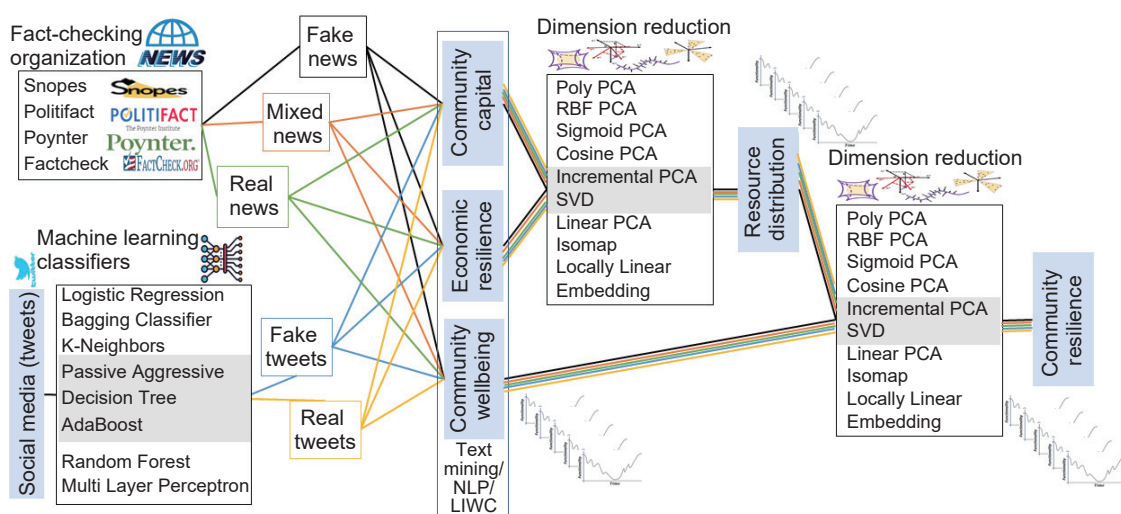 Fact-checking
organization
NEWS
Snopes
Snopes
Politifact
POLITIFACT
The Poynter Institute
Poynter
Poynter.
Factcheck
FACTCHECK.ORG
Fake
news
Mixed
news
Real
news
Machine learning
classifiers
Social media (tweets)
Logistic Regression
Bagging Classifier
K-Neighbors
Passive Aggressive
Decision Tree
AdaBoost
Random Forest
Multi Layer Perceptron
Fake
tweets
Real
tweets
Community
capital
Economic
resilience
Community
wellbeing
Text
mining/
NLP/
LIWC
Dimension reduction
Poly PCA
RBF PCA
Sigmoid PCA
Cosine PCA
Incremental PCA
SVD
Linear PCA
Isomap
Locally Linear
Embedding
Resource
distribution
Dimension reduction
Poly PCA
RBF PCA
Sigmoid PCA
Cosine PCA
Incremental PCA
SVD
Linear PCA
Isomap
Locally Linear
Embedding
Community
resilience